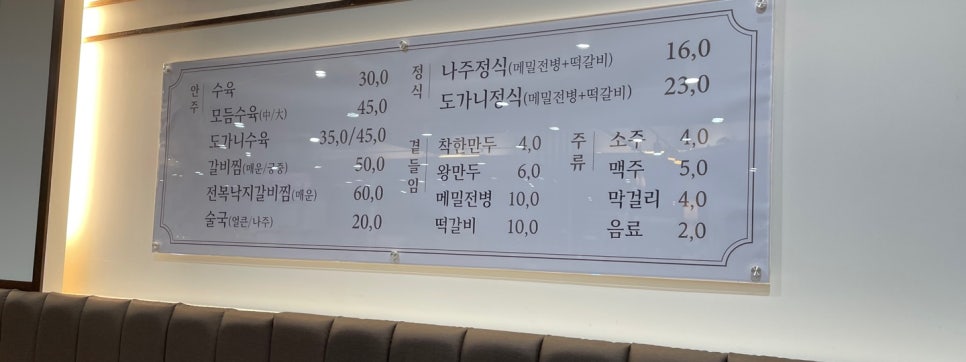 안주
수육 30,0
모듬수육(中/大) 45,0
도가니수육 35,0/45,0
갈비찜(매운/궁중) 50,0
전복낙지갈비찜(매운) 60,0
술국(얼큰/나주) 20,0
정식
나주정식(메밀전병+떡갈비) 16,0
도가니정식(메밀전병+떡갈비) 23,0
곁들임
착한만두 4,0
왕만두 6,0
메밀전병 10,0
떡갈비 10,0
주류
소주 4,0
맥주 5,0
막걸리 4,0
음료 2,0